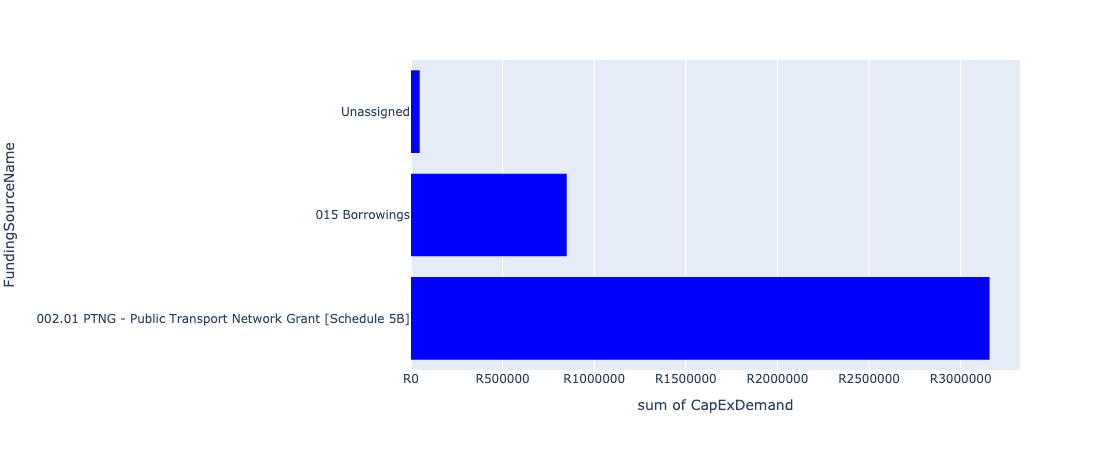 FundingSourceName
Unassigned
015 Borrowings
002.01 PTNG - Public Transport Network Grant [Schedule 5B]
R0 R500000 R1000000 R1500000 R2000000 R2500000 R3000000
sum of CapExDemand